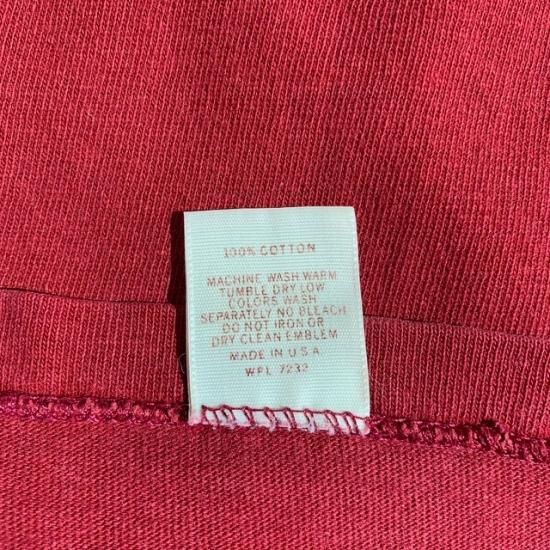 100% COTTON
MACHINE WASH WARM
TUMBLE DRY LOW
COLORS WASH
SEPARATELY NO BLEACH
DO NOT IRON OR
DRY CLEAN EMBLEM
MADE IN U.S.A
WPL 7232